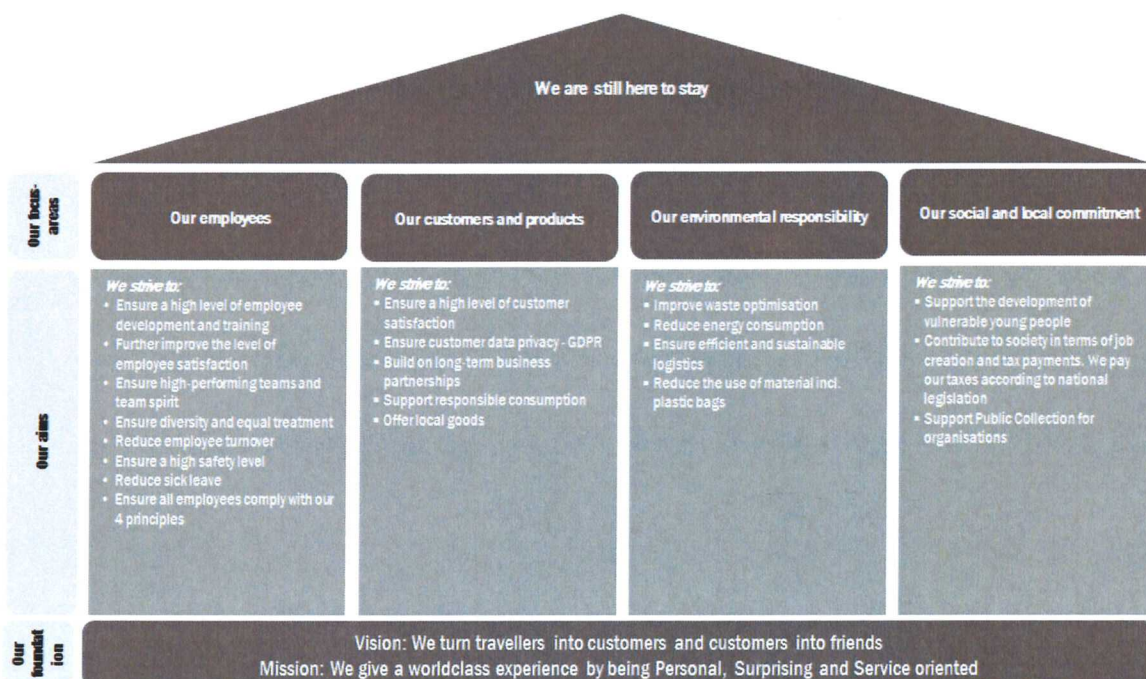 We are still here to stay
Our focus-
areas
Our employees
Our customers and products
Our environmental responsibility
Our social and local commitment
Our aims
We strive to:
• Ensure a high level of employee
development and training
• Further improve the level of
employee satisfaction
• Ensure high-performing teams and
team spirit
• Ensure diversity and equal treatment
• Reduce employee turnover
• Ensure a high safety level
• Reduce sick leave
• Ensure all employees comply with our
4 principles
We strive to:
▪ Ensure a high level of customer
satisfaction
▪ Ensure customer data privacy - GDPR
▪ Build on long-term business
partnerships
▪ Support responsible consumption
▪ Offer local goods
We strive to:
▪ Improve waste optimisation
▪ Reduce energy consumption
▪ Ensure efficient and sustainable
logistics
▪ Reduce the use of material incl.
plastic bags
We strive to:
▪ Support the development of
vulnerable young people
▪ Contribute to society in terms of job
creation and tax payments. We pay
our taxes according to national
legislation
▪ Support Public Collection for
organisations
Our
foundat
ion
Vision: We turn travellers into customers and customers into friends
Mission: We give a worldclass experience by being Personal, Surprising and Service oriented